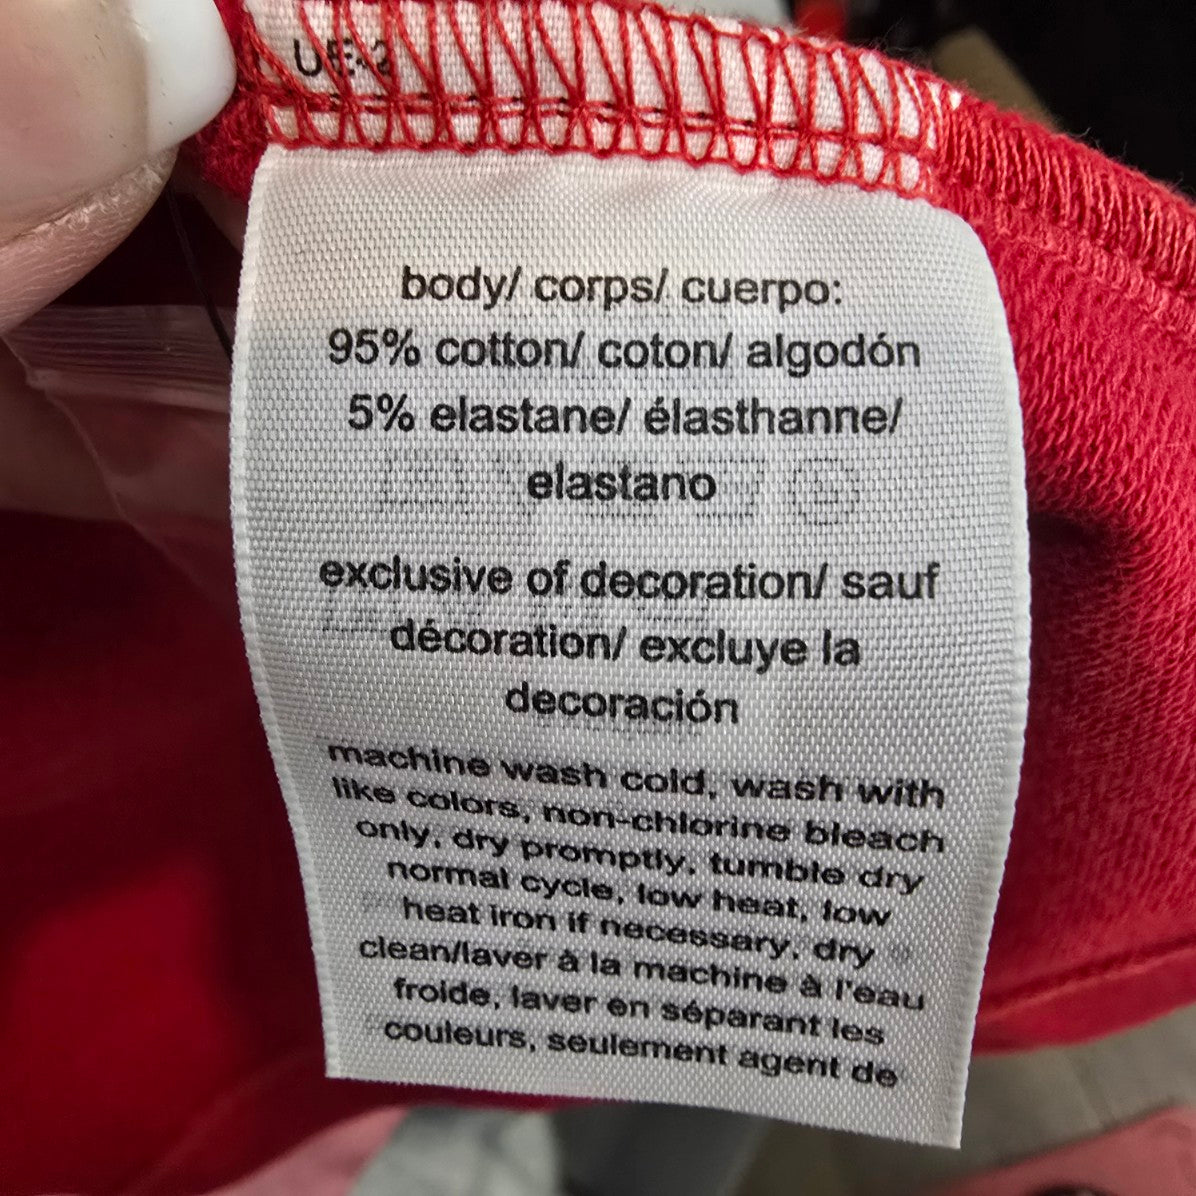 body/ corps/ cuerpo:
95% cotton/ coton/ algodón
5% elastane/ élasthanne/
elastano
exclusive of decoration/ sauf
décoration/ excluye la
decoración
machine wash cold, wash with
like colors, non-chlorine bleach
only, dry promptly, tumble dry
normal cycle, low heat, low
heat iron if necessary, dry
clean/laver à la machine à l'eau
froide, laver en séparant les
couleurs, seulement agent de